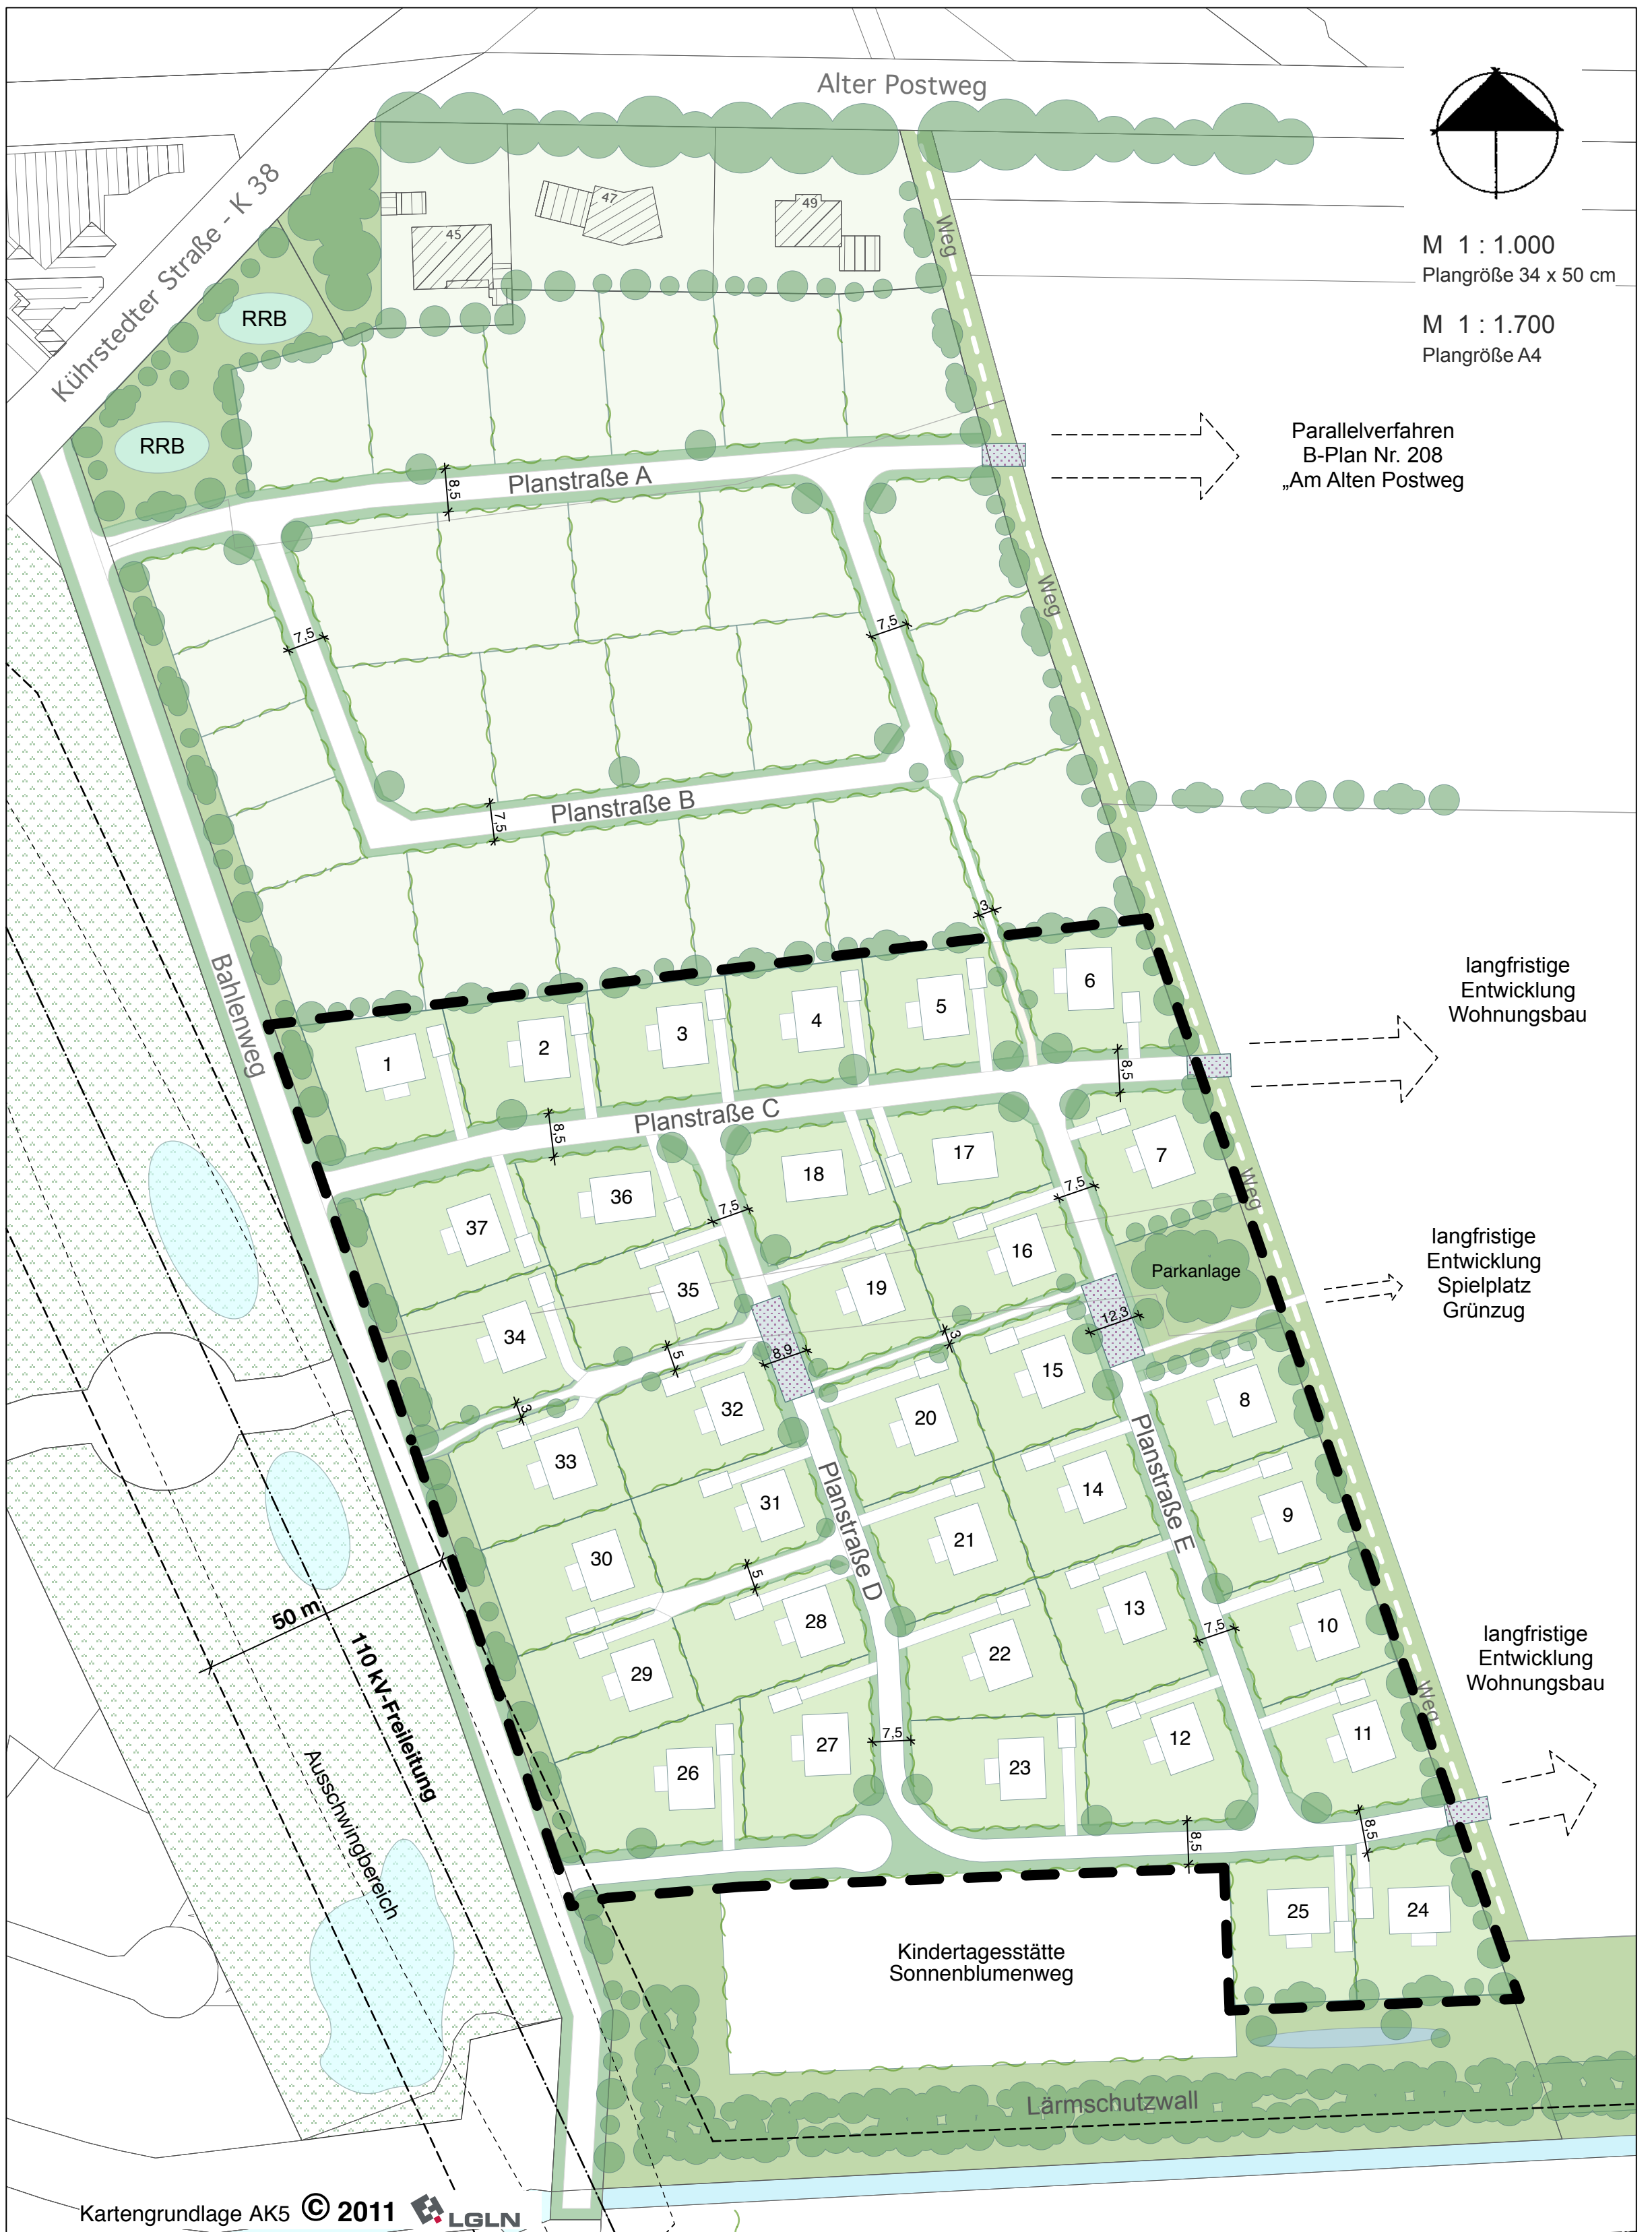 Alter Postweg
Kührstedter Straße - K 38
45
47
49
Weg
M 1 : 1.000
Plangröße 34 x 50 cm
M 1 : 1.700
Plangröße A4
RRB
RRB
Parallelverfahren
B-Plan Nr. 208
„Am Alten Postweg
Planstraße A
8,5
7,5
7,5
Weg
Planstraße B
7,5
3
Bahlenweg
langfristige
Entwicklung
Wohnungsbau
1
2
3
4
5
6
8,5
Planstraße C
8,5
7
17
18
36
37
7,5
7,5
Weg
16
19
35
34
Parkanlage
langfristige
Entwicklung
Spielplatz
Grünzug
12,3
3
8,9
5
3
15
8
20
32
33
Planstraße D
Planstraße E
14
9
21
31
30
5
50 m
110 kV-Freileitung
13
10
7,5
22
28
29
langfristige
Entwicklung
Wohnungsbau
Weg
11
12
23
7,5
27
26
Ausschwingbereich
8,5
8,5
25
24
Kindertagesstätte
Sonnenblumenweg
Lärmschutzwall
Kartengrundlage AK5 © 2011 LGLN